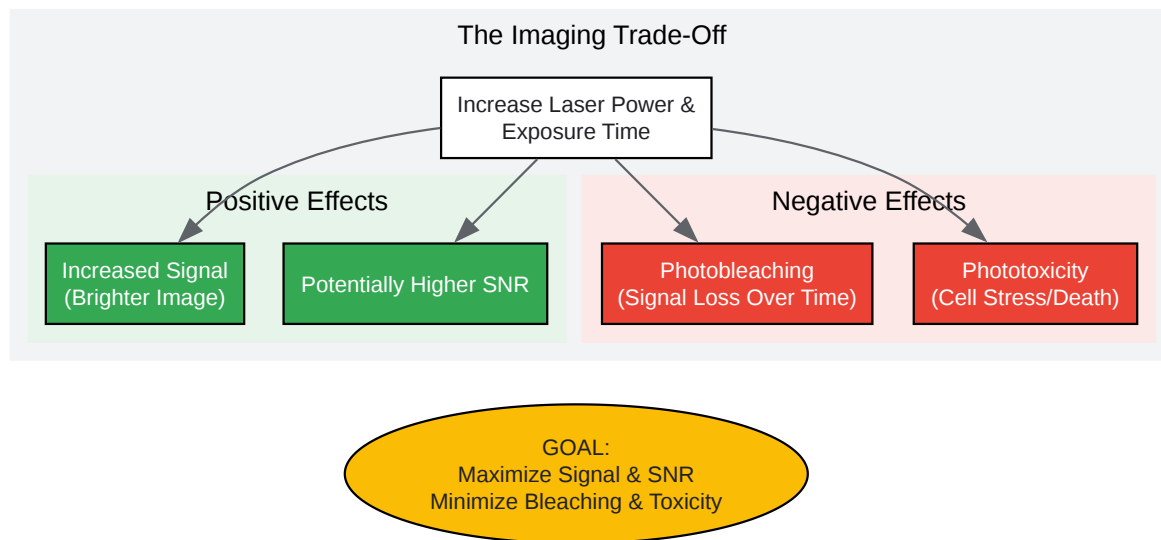 The Imaging Trade-Off
Increase Laser Power &
Exposure Time
Positive Effects
Negative Effects
Increased Signal
(Brighter Image)
Potentially Higher SNR
Photobleaching
(Signal Loss Over Time)
Phototoxicity
(Cell Stress/Death)
GOAL:
Maximize Signal & SNR
Minimize Bleaching & Toxicity